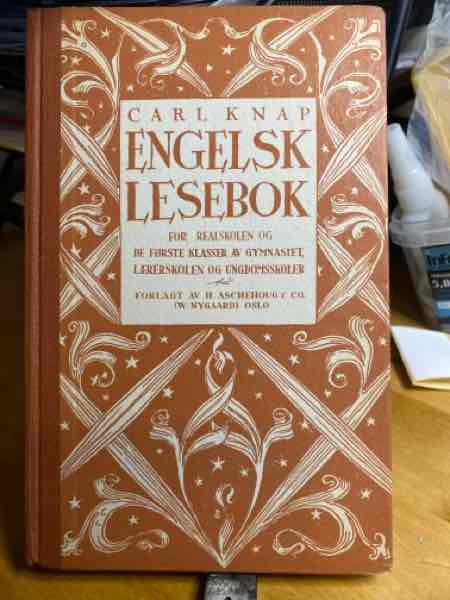 CARL KNAP
ENGELSK
LESEBOK
FOR REALSKOLEN OG
DE FØRSTE KLASSER AV GYMNASIET,
LÆRERSKOLEN OG UNGDOMSSKOLER
FORLAGT AV H. ASCHEHOUG & CO.
(W. NYGAARD) OSLO